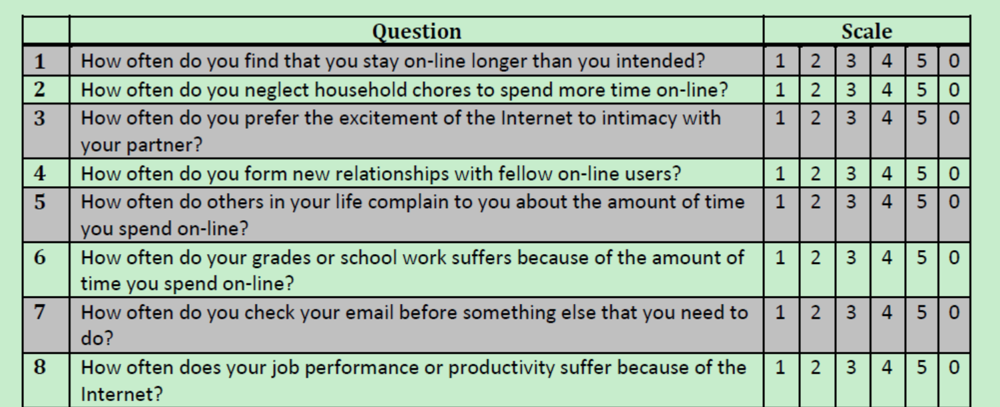 Question Scale
1 How often do you find that you stay on-line longer than you intended? 1 2 3 4 5 0
2 How often do you neglect household chores to spend more time on-line? 1 2 3 4 5 0
3 How often do you prefer the excitement of the Internet to intimacy with 1 2 3 4 5 0
your partner?
4 How often do you form new relationships with fellow on-line users? 1 2 3 4 5 0
5 How often do others in your life complain to you about the amount of time 1 2 3 4 5 0
you spend on-line?
6 How often do your grades or school work suffers because of the amount of 1 2 3 4 5 0
time you spend on-line?
7 How often do you check your email before something else that you need to 1 2 3 4 5 0
do?
8 How often does your job performance or productivity suffer because of the 1 2 3 4 5 0
Internet?